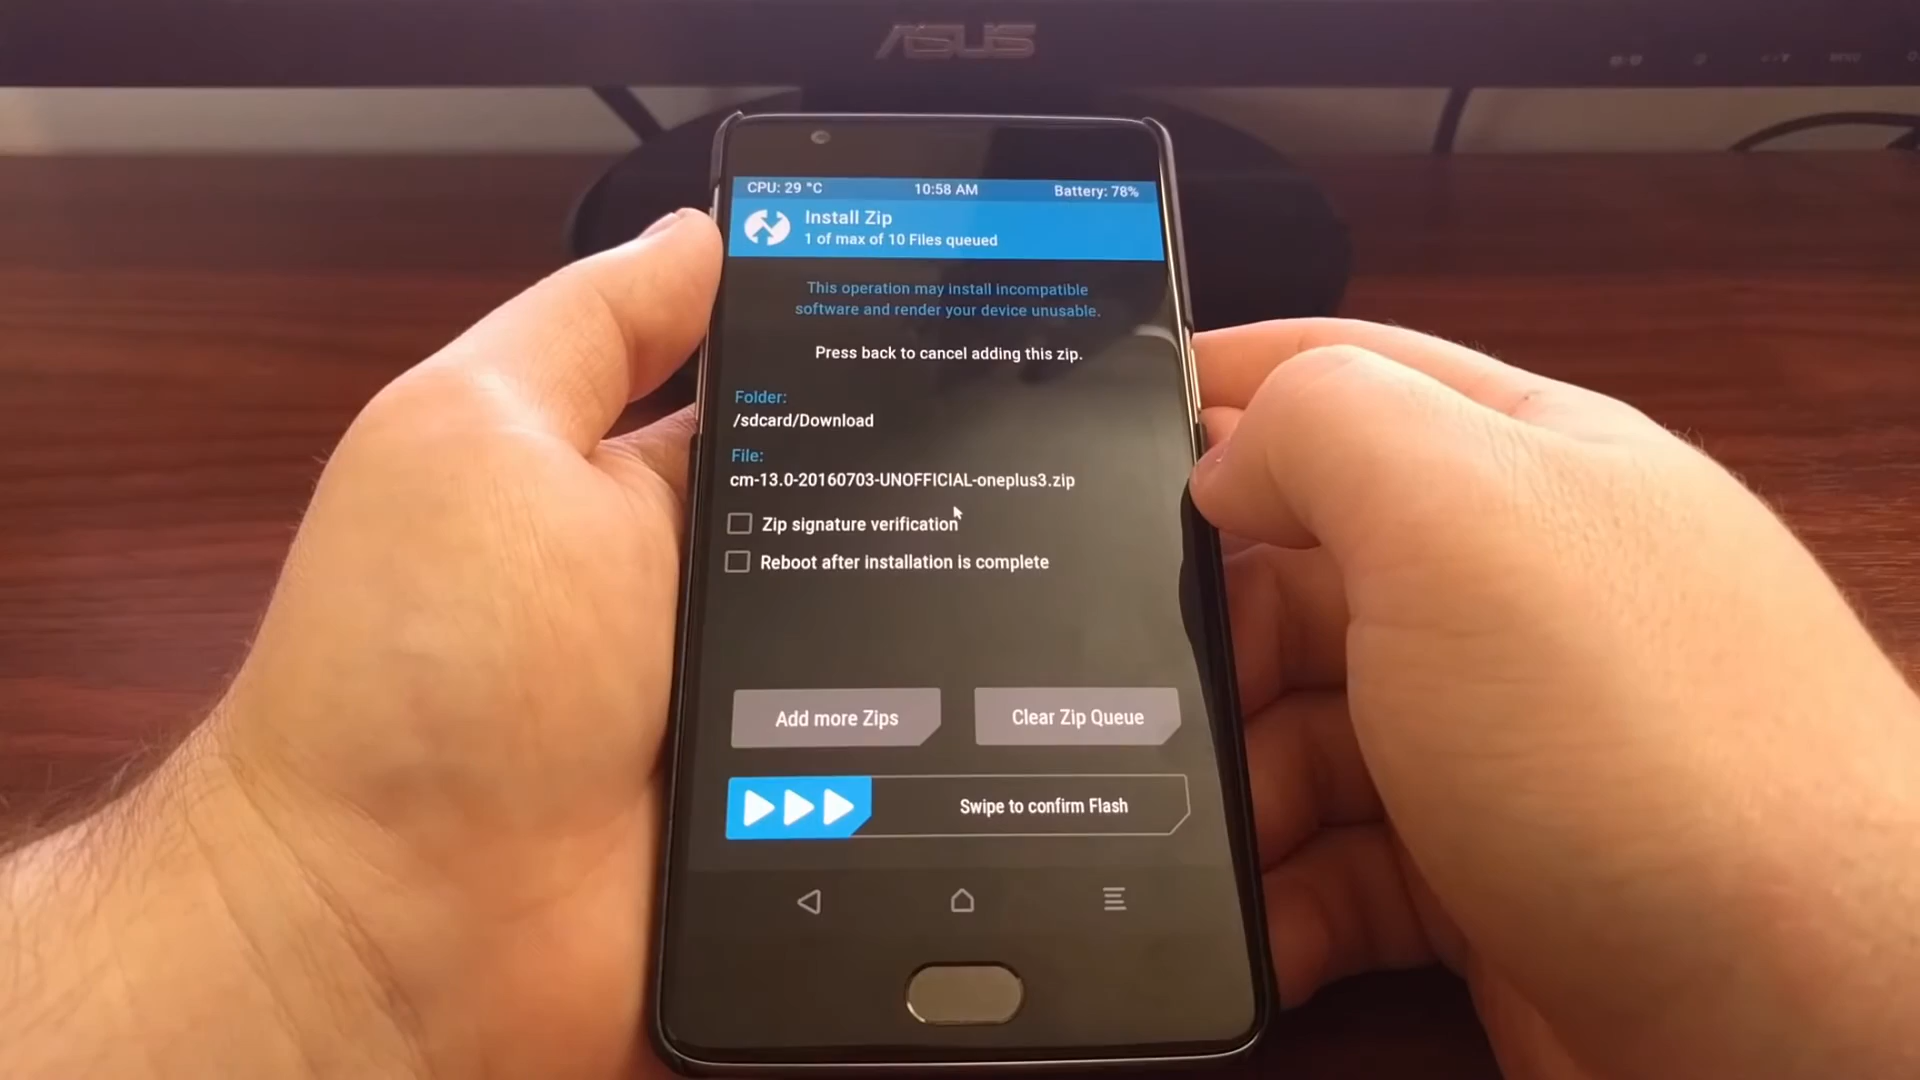 ASUS
CPU: 29 °C 10:58 AM Battery: 78%
Install Zip
1 of max of 10 Files queued
This operation may install incompatible
software and render your device unusable.
Press back to cancel adding this zip.
Folder:
/sdcard/Download
File:
cm-13.0-20160703-UNOFFICIAL-oneplus3.zip
Zip signature verification
Reboot after installation is complete
Add more Zips Clear Zip Queue
Swipe to confirm Flash